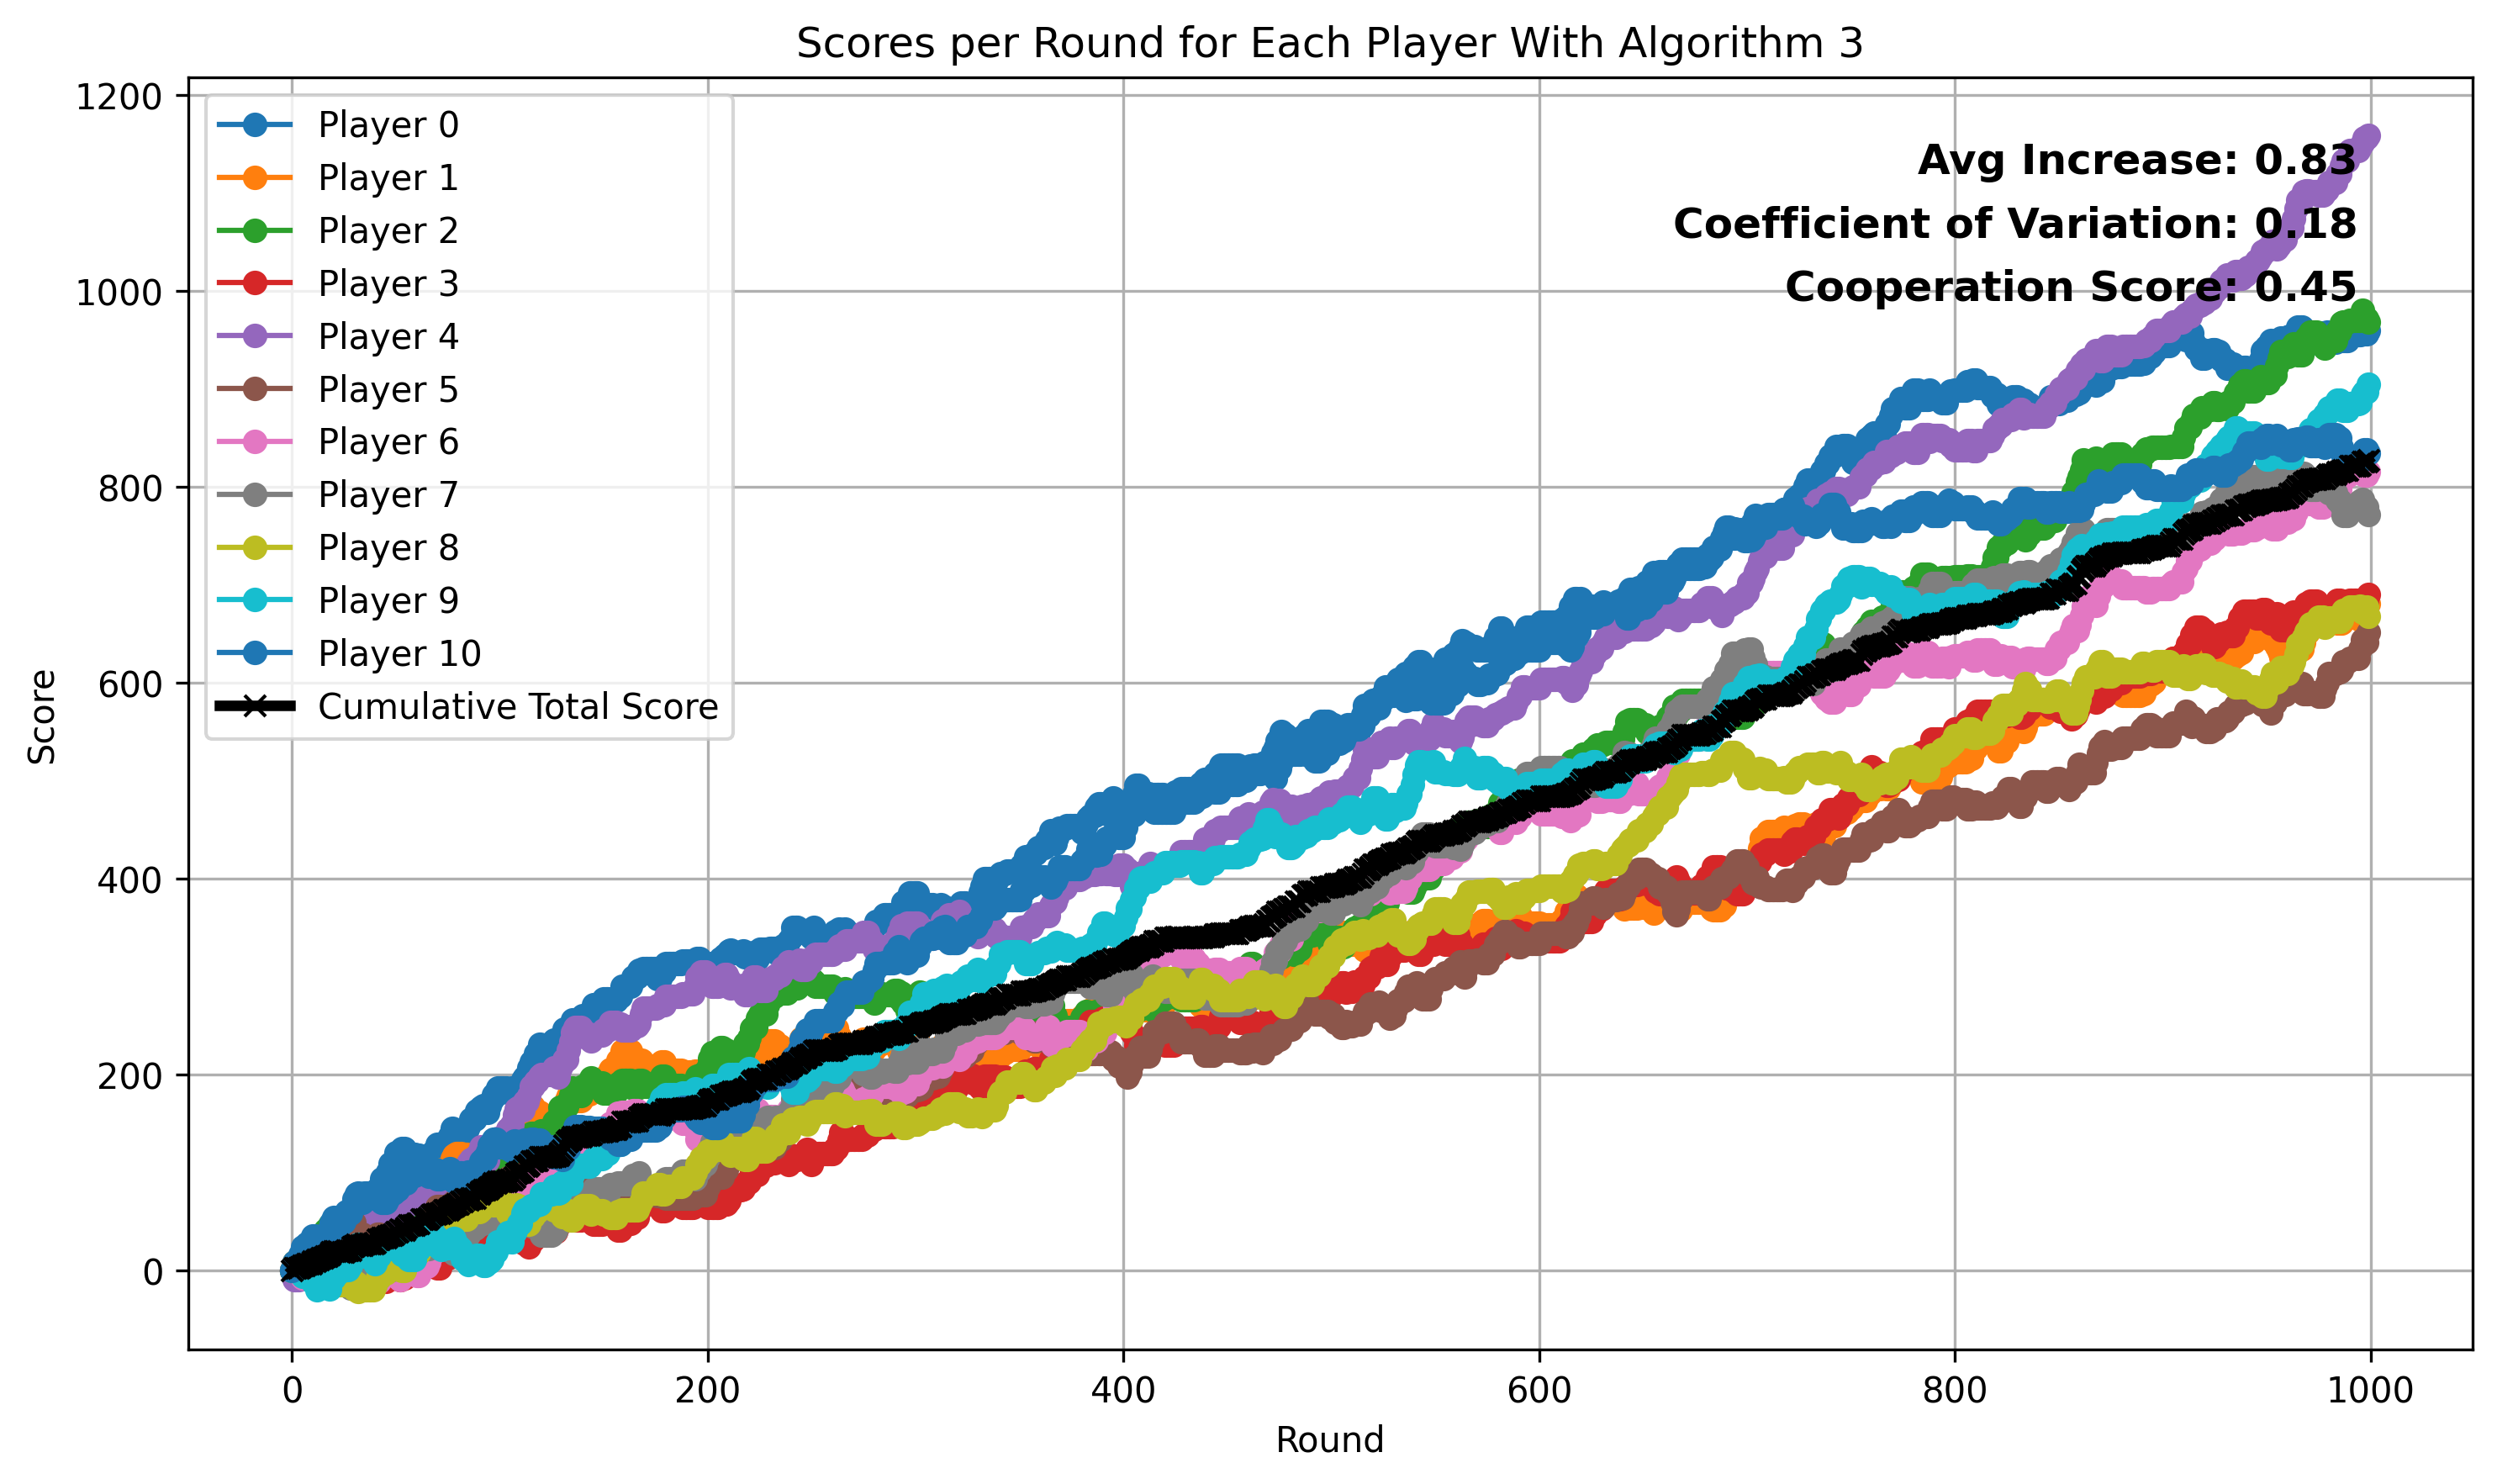 Scores per Round for Each Player With Algorithm 3
1200
1000
800
600
400
200
0
Score
Player 0
Player 1
Player 2
Player 3
Player 4
Player 5
Player 6
Player 7
Player 8
Player 9
Player 10
Cumulative Total Score
Avg Increase: 0.83
Coefficient of Variation: 0.18
Cooperation Score: 0.45
0
200
400
600
800
1000
Round